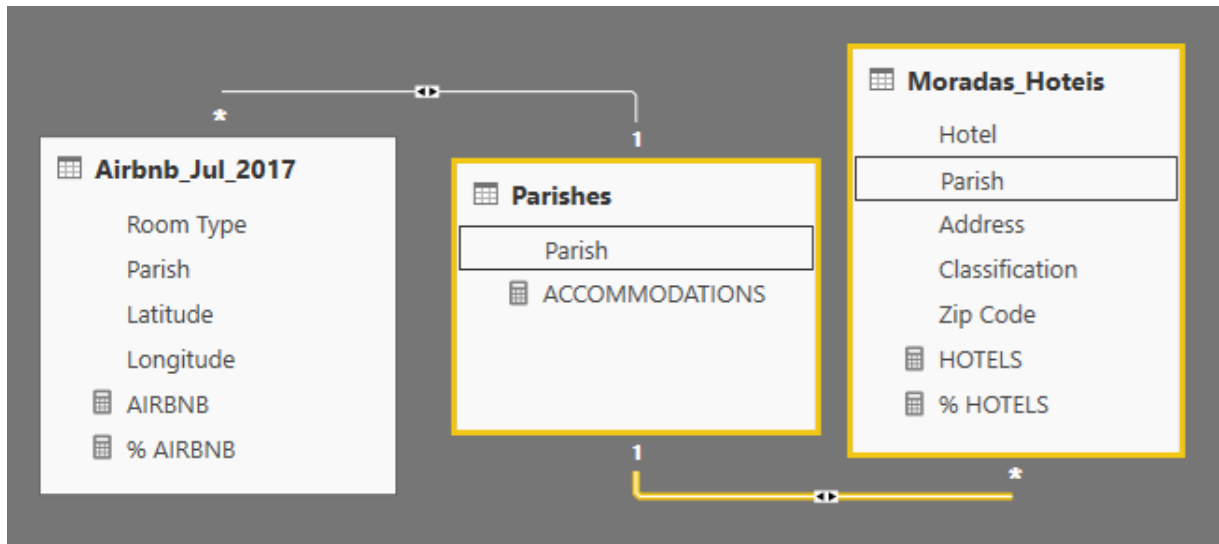 *
1
Airbnb_Jul_2017
Room Type
Parish
Latitude
Longitude
AIRBNB
% AIRBNB
Parishes
Parish
ACCOMMODATIONS
1
Moradas_Hoteis
Hotel
Parish
Address
Classification
Zip Code
HOTELS
% HOTELS
*